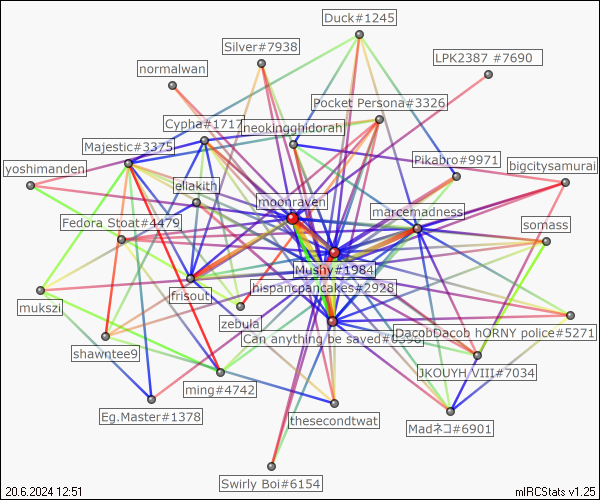 Duck#1245
Silver#7938
LPK2387 #7690
normalwan
Pocket Persona#3326
Cypha#1717
neokingghidorah
Majestic#3375
Pikabro#9971
bigcitysamurai
yoshimanden
eliakith
moonraven
marcemadness
Fedora Stoat#4479
somass
Mushy#1984
hispancpancakes#2928
frisout
mukszi
zebula
Can anything be saved#6398
DacobDacob hORNY police#5271
shawntee9
JKOUYH VIII#7034
ming#4742
Eg.Master#1378
thesecondtwat
Madネコ#6901
Swirly Boi#6154
20.6.2024 12:51
mIRCStats v1.25